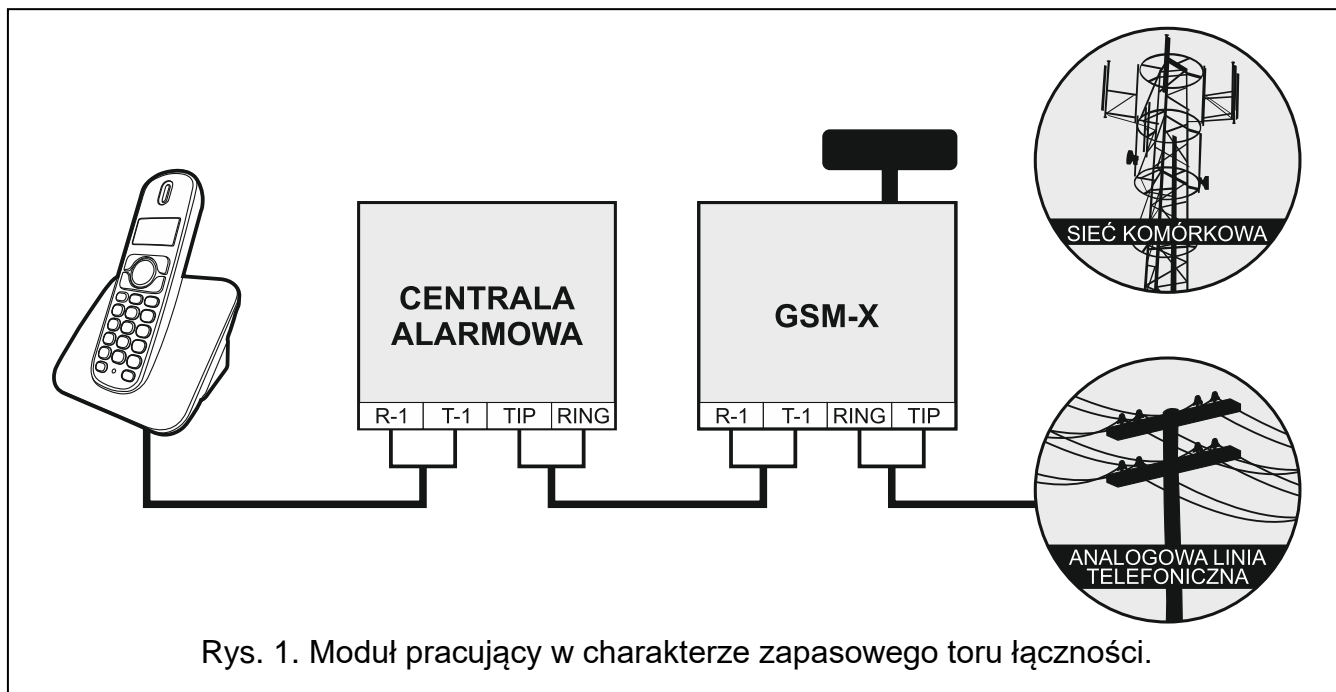 SIEĆ KOMÓRKOWA
CENTRALA
ALARMOWA
R-1 T-1 TIP RING
GSM-X
R-1 T-1 RING TIP
ANALOGOWA LINIA
TELEFONICZNA
Rys. 1. Moduł pracujący w charakterze zapasowego toru łączności.